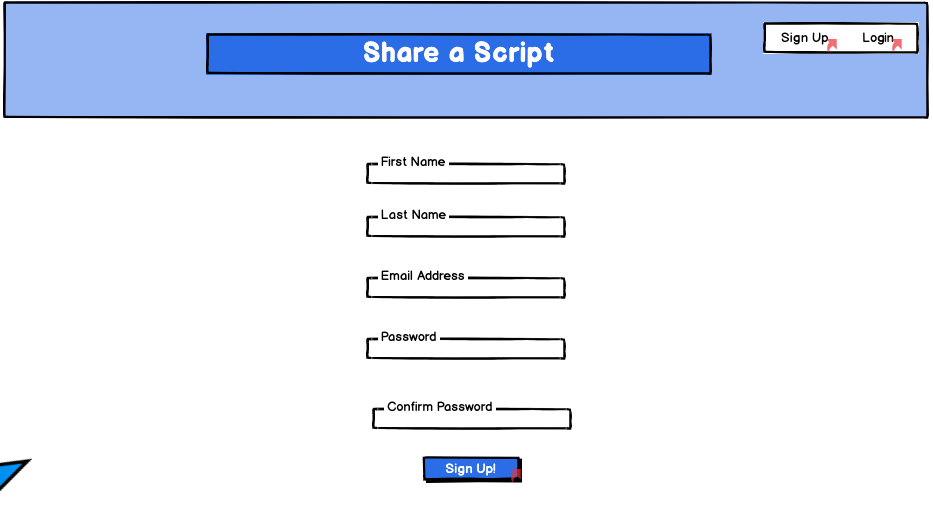 Share a Script
Sign Up
Login
First Name
Last Name
Email Address
Password
Confirm Password
Sign Up!